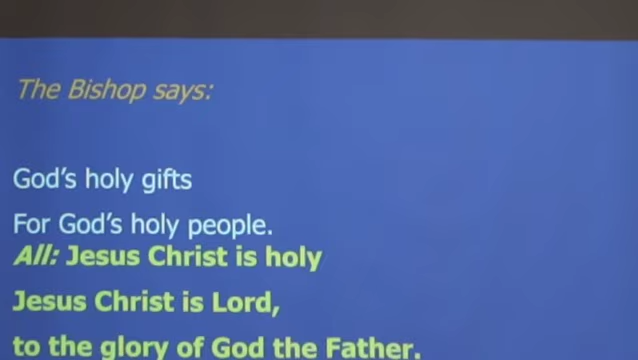 The Bishop says:
God's holy gifts
For God's holy people.
All: Jesus Christ is holy
Jesus Christ is Lord,
to the glory of God the Father.